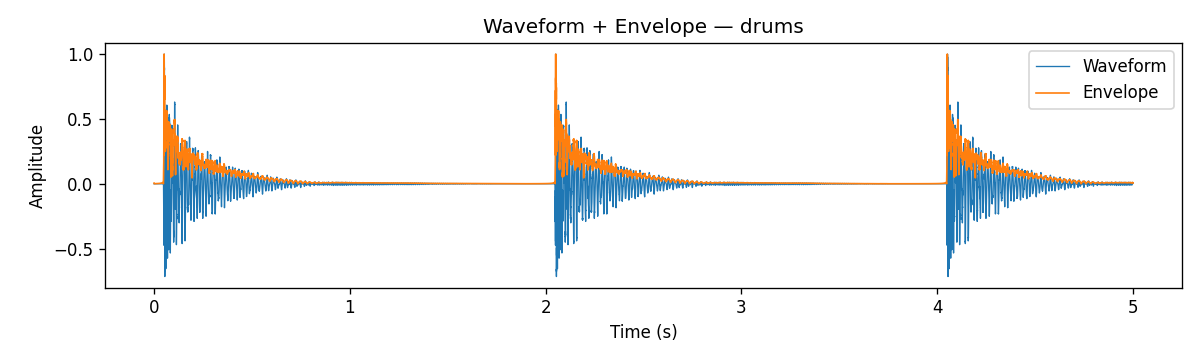 Waveform + Envelope — drums
Amplitude
1.0
0.5
0.0
−0.5
Waveform
Envelope
0 1 2 3 4 5
Time (s)